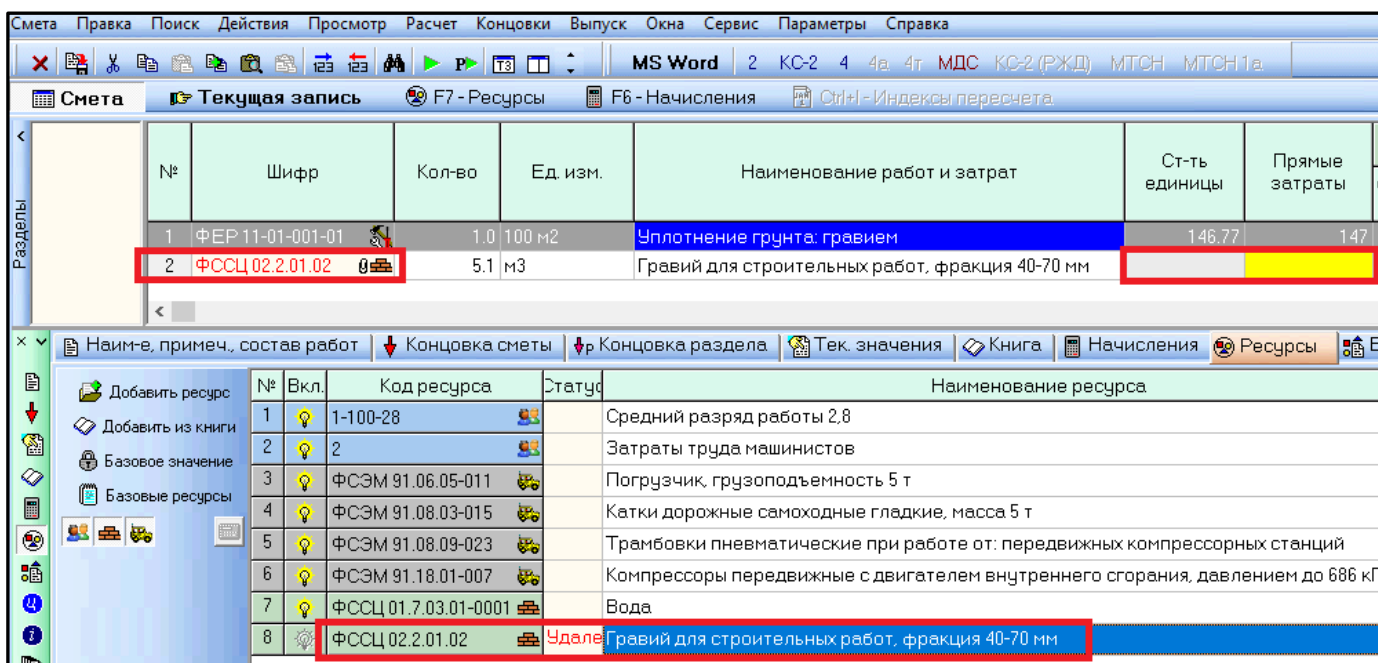 Смета Правка Поиск Действия Просмотр Расчет Концовки Выпуск Окна Сервис Параметры Справка
MS Word 2 КС-2 4 4а 4т МДС КС-2 (РЖД) МТСН МТСН 1а
Смета Текущая запись F7 - Ресурсы F6 - Начисления Ctrl+I - Индексы пересчета
№ Шифр Кол-во Ед. изм. Наименование работ и затрат Ст-ть единицы Прямые затраты
Разделы
1 ФЕР 11-01-001-01 1.0 100 м2 Уплотнение грунта: гравием 146.77 147
2 ФССЦ 02.2.01.02 5.1 м3 Гравий для строительных работ, фракция 40-70 мм
Наим-е, примеч., состав работ Концовка сметы Концовка раздела Тек. значения Книга Начисления Ресурсы
Добавить ресурс
Добавить из книги
Базовое значение
Базовые ресурсы
№ Вкл. Код ресурса Статус Наименование ресурса
1 1-100-28 Средний разряд работы 2,8
2 2 Затраты труда машинистов
3 ФСЭМ 91.06.05-011 Погрузчик, грузоподъемность 5 т
4 ФСЭМ 91.08.03-015 Катки дорожные самоходные гладкие, масса 5 т
5 ФСЭМ 91.08.09-023 Трамбовки пневматические при работе от: передвижных компрессорных станций
6 ФСЭМ 91.18.01-007 Компрессоры передвижные с двигателем внутреннего сгорания, давлением до 686 кП
7 ФССЦ 01.7.03.01-0001 Вода
8 ФССЦ 02.2.01.02 Удале Гравий для строительных работ, фракция 40-70 мм